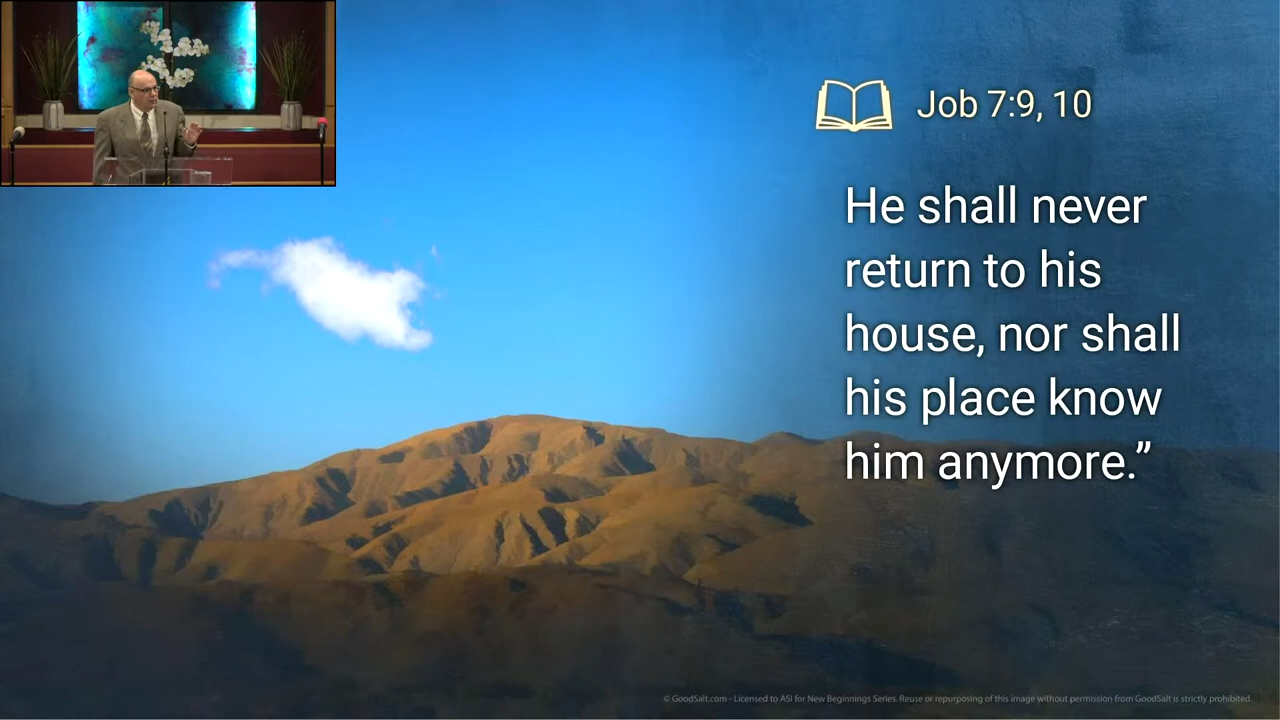 Job 7:9, 10
He shall never
return to his
house, nor shall
his place know
him anymore.”
© GoodSalt.com - Licensed to ASI for New Beginnings Series. Reuse or repurposing of this image without permission from GoodSalt is strictly prohibited.